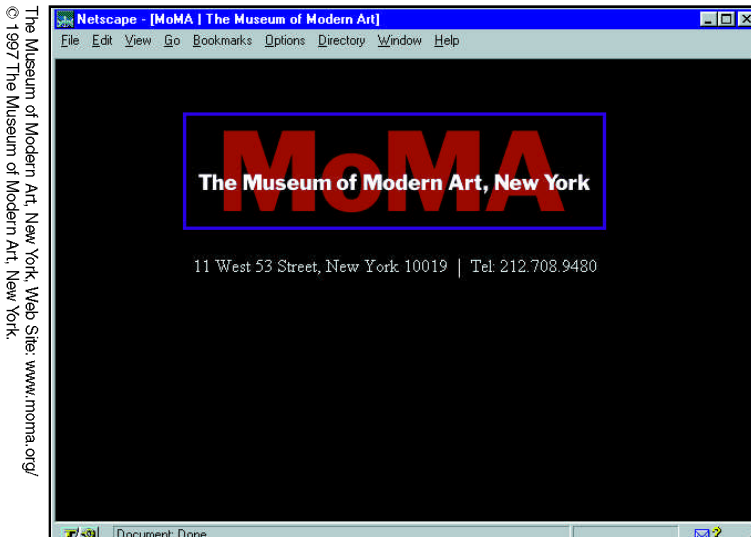 The Museum of Modern Art, New York, Web Site: www.moma.org/
© 1997 The Museum of Modern Art, New York.
Netscape - [MoMA | The Museum of Modern Art]
File Edit View Go Bookmarks Options Directory Window Help
MoMA
The Museum of Modern Art, New York
11 West 53 Street, New York 10019 | Tel: 212.708.9480
Document: Done